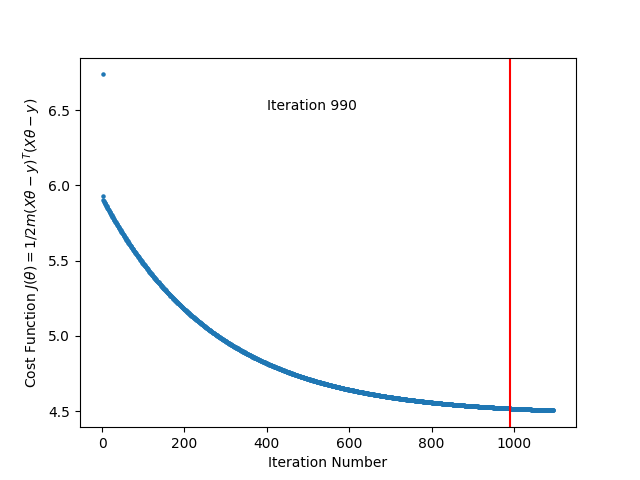 Iteration 990
Cost Function J(θ) = 1/2m(Xθ − y)ᵀ(Xθ − y)
6.5
6.0
5.5
5.0
4.5
0 200 400 600 800 1000
Iteration Number